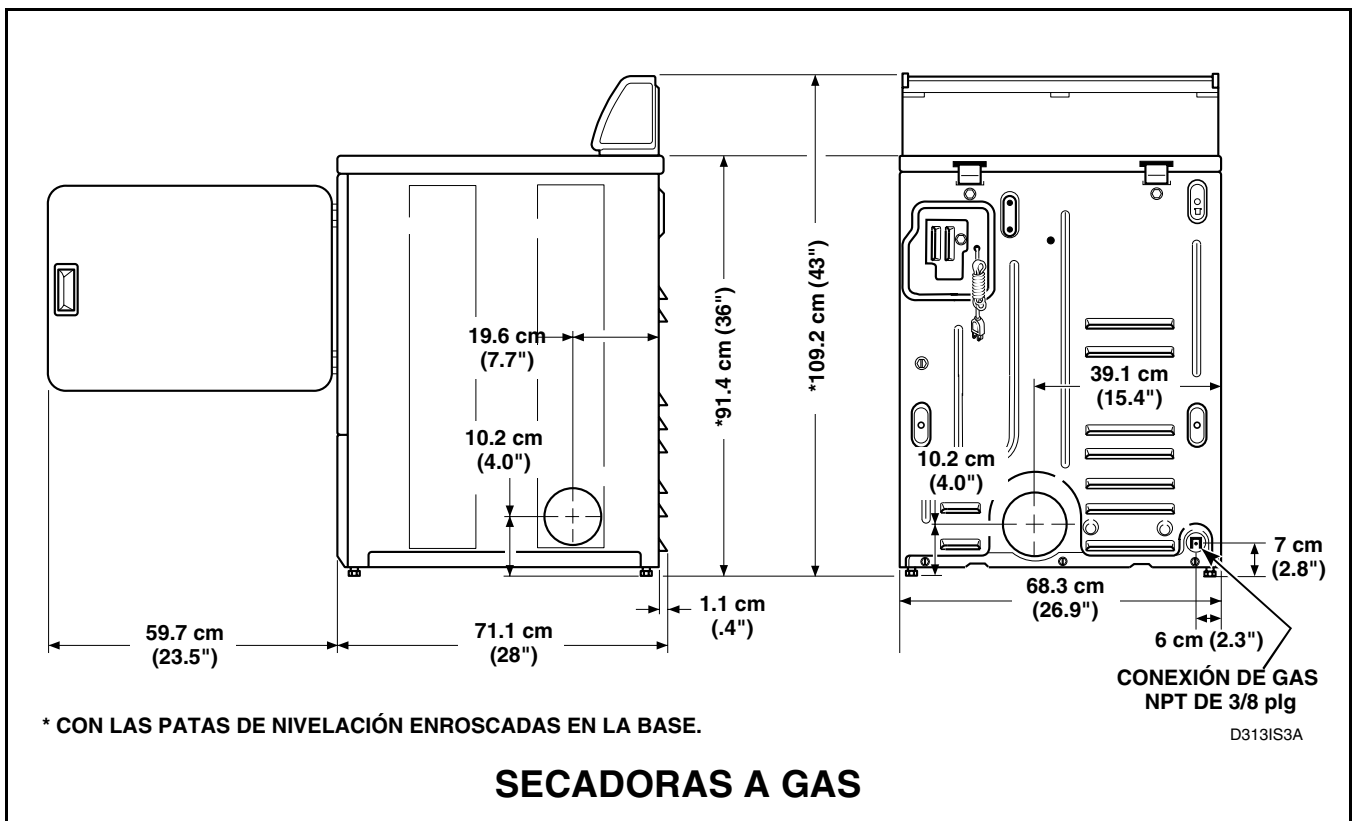 19.6 cm
(7.7")
10.2 cm
(4.0")
*91.4 cm (36")
*109.2 cm (43")
39.1 cm
(15.4")
10.2 cm
(4.0")
7 cm
(2.8")
68.3 cm
(26.9")
1.1 cm
(.4")
59.7 cm
(23.5")
71.1 cm
(28")
6 cm (2.3")
CONEXIÓN DE GAS
NPT DE 3/8 plg
* CON LAS PATAS DE NIVELACIÓN ENROSCADAS EN LA BASE.
D313IS3A
SECADORAS A GAS